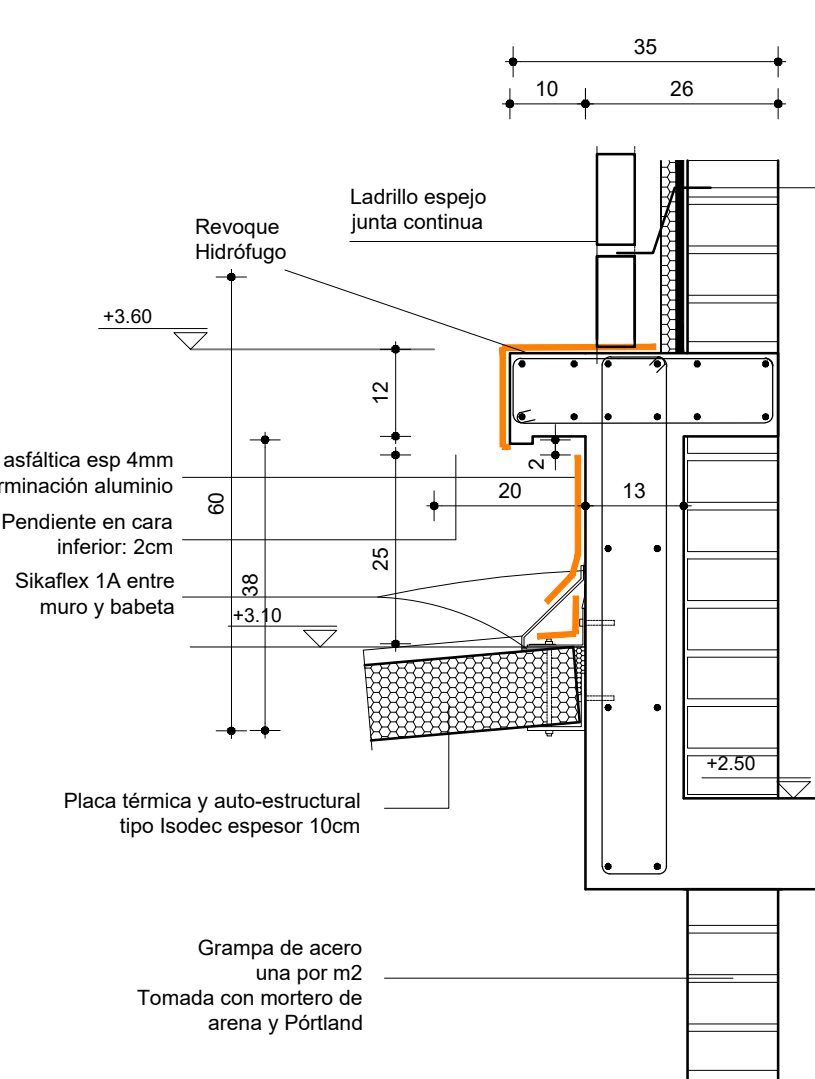 35
10
26
Ladrillo espejo
junta continua
Revoque
Hidrófugo
+3.60
12
asfáltica esp 4mm
rminación aluminio
2
20
13
60
Pendiente en cara
inferior: 2cm
25
38
Sikaflex 1A entre
muro y babeta
+3.10
+2.50
Placa térmica y auto-estructural
tipo Isodec espesor 10cm
Grampa de acero
una por m2
Tomada con mortero de
arena y Pórtland